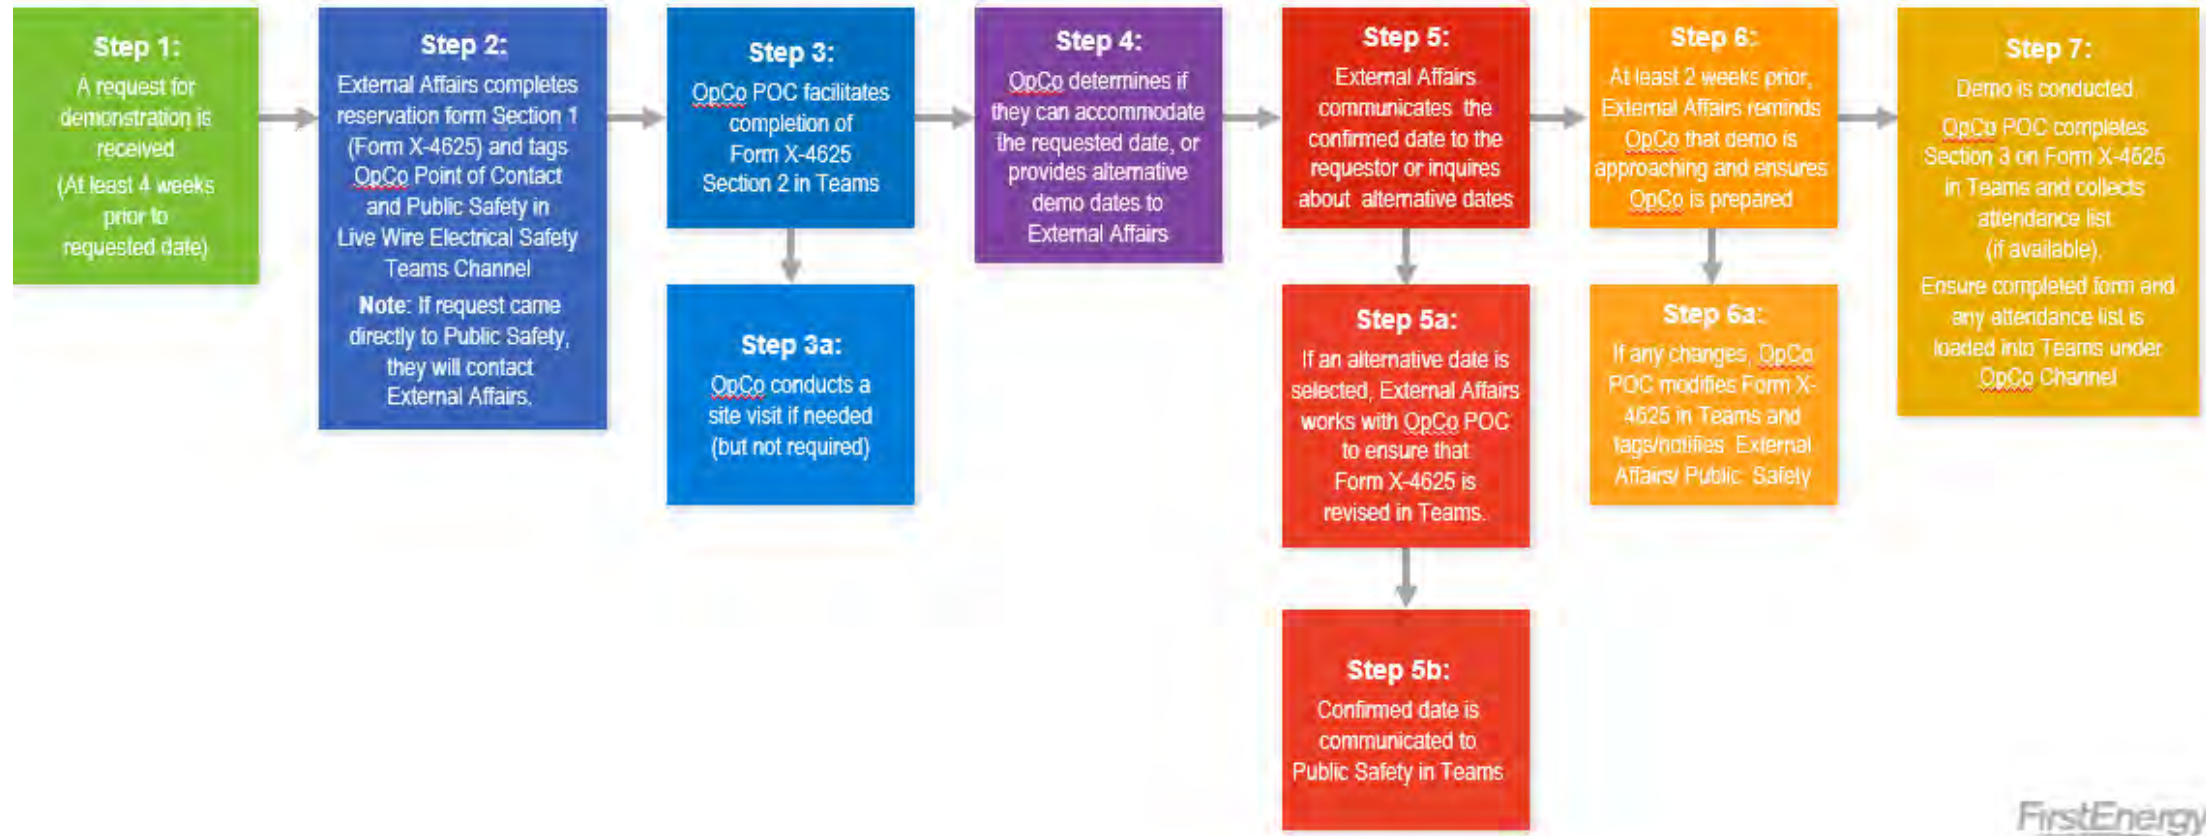 Step 1:
A request for
demonstration is
received
(At least 4 weeks
prior to
requested date)
Step 2:
External Affairs completes
reservation form Section 1
(Form X-4625) and tags
OpCo Point of Contact
and Public Safety in
Live Wire Electrical Safety
Teams Channel
Note: If request came
directly to Public Safety,
they will contact
External Affairs.
Step 3:
OpCo POC facilitates
completion of
Form X-4625
Section 2 in Teams
Step 3a:
OpCo conducts a
site visit if needed
(but not required)
Step 4:
OpCo determines if
they can accommodate
the requested date, or
provides alternative
demo dates to
External Affairs
Step 5:
External Affairs
communicates the
confirmed date to the
requestor or inquires
about alternative dates
Step 5a:
If an alternative date is
selected, External Affairs
works with OpCo POC
to ensure that
Form X-4625 is
revised in Teams.
Step 5b:
Confirmed date is
communicated to
Public Safety in Teams
Step 6:
At least 2 weeks prior,
External Affairs reminds
OpCo that demo is
approaching and ensures
OpCo is prepared
Step 6a:
If any changes, OpCo
POC modifies Form X-
4625 in Teams and
tags/notifies External
Affairs/ Public Safety
Step 7:
Demo is conducted
OpCo POC completes
Section 3 on Form X-4625
in Teams and collects
attendance list
(if available).
Ensure completed form and
any attendance list is
loaded into Teams under
OpCo Channel
FirstEnergy